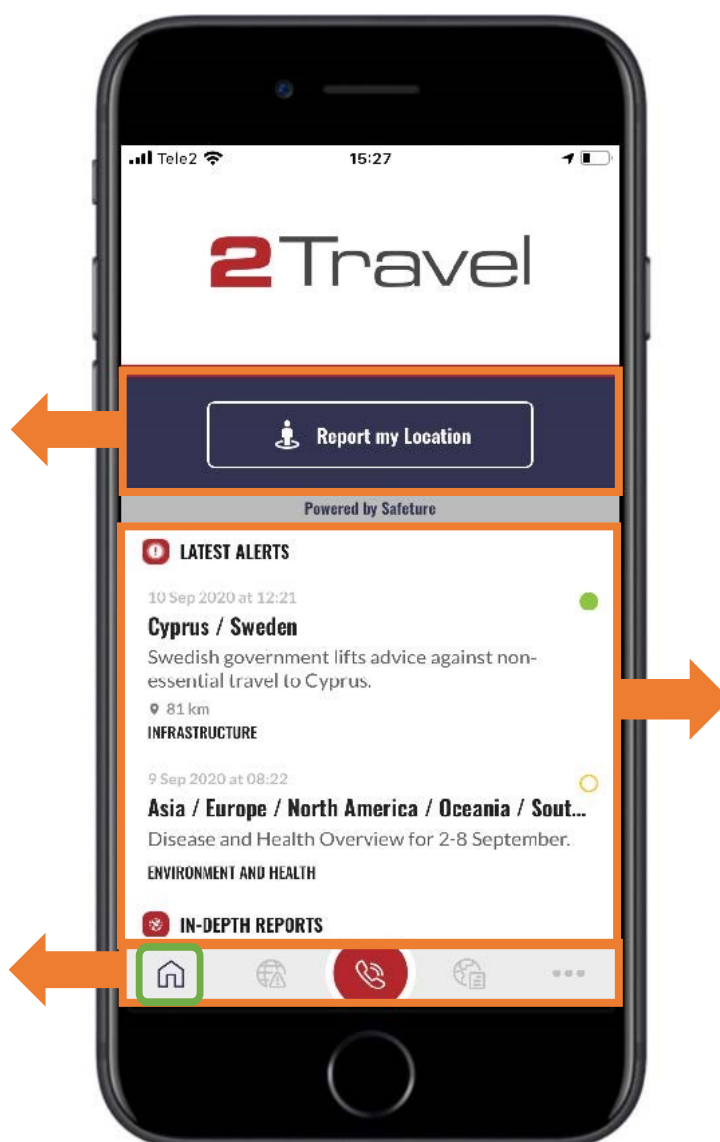 Tele2
15:27
2Travel
Report my Location
Powered by Safeture
LATEST ALERTS
10 Sep 2020 at 12:21
Cyprus / Sweden
Swedish government lifts advice against non-
essential travel to Cyprus.
81 km
INFRASTRUCTURE
9 Sep 2020 at 08:22
Asia / Europe / North America / Oceania / Sout...
Disease and Health Overview for 2-8 September.
ENVIRONMENT AND HEALTH
IN-DEPTH REPORTS